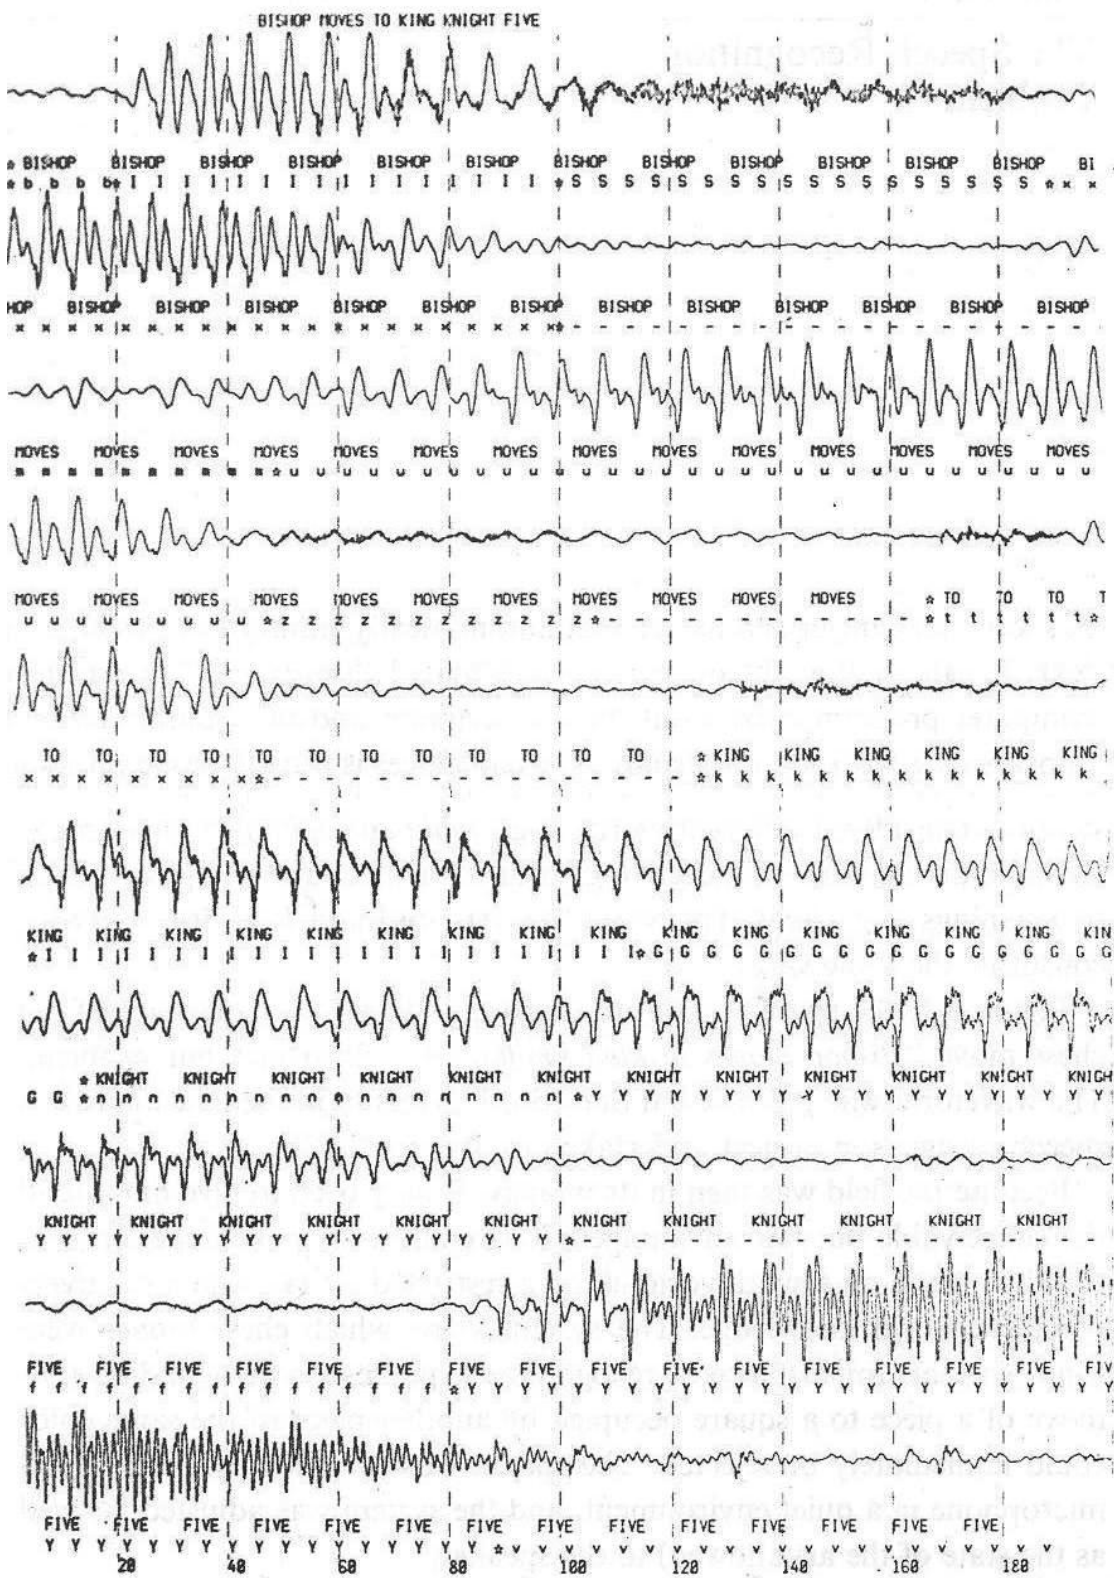 BISHOP MOVES TO KING KNIGHT FIVE
☆ BISHOP BISHOP BISHOP BISHOP BISHOP BISHOP BISHOP BISHOP BISHOP BISHOP BISHOP BISHOP BI
☆ b b b b ☆ I I I I I I I I I I I I I I I I ☆ S S S S S S S S S S S S S S S S S S ☆ x x
HOP BISHOP BISHOP BISHOP BISHOP BISHOP BISHOP BISHOP BISHOP BISHOP BISHOP BISHOP BISHOP
x x x x x x x x x x x x x x x x x x x x x ☆ - - - - - - - - - - - - - - - - - - - -
MOVES MOVES MOVES MOVES MOVES MOVES MOVES MOVES MOVES MOVES MOVES MOVES MOVES MOVES
u u u u u u u u u u u u u u u u u u u u u u u u u u u u u u u
MOVES MOVES MOVES MOVES MOVES MOVES MOVES MOVES MOVES MOVES MOVES ☆ TO TO TO T
u u u u u u u u u ☆ z z z z z z z z z z z z ☆ - - - - - - - - - - - - ☆ t t t t t t ☆
TO TO TO TO TO TO TO TO TO TO TO TO ☆ KING KING KING KING KING KING
x x x x x x x x x ☆ - - - - - - - - - - - - - - - - ☆ k k k k k k k k k k k k k k k
KING KING KING KING KING KING KING KING KING KING KING KING KING KING KING KIN
☆ I I I I I I I I I I I I I I I I I I I I I I I ☆ G G G G G G G G G G G G G G G G G G
☆ KNIGHT KNIGHT KNIGHT KNIGHT KNIGHT KNIGHT KNIGHT KNIGHT KNIGHT KNIGHT KNIGHT KNIGH
G G ☆ n n n n n n n n n n n n n n n n n n ☆ Y Y Y Y Y Y Y Y Y Y Y Y Y Y Y Y Y Y Y Y
KNIGHT KNIGHT KNIGHT KNIGHT KNIGHT KNIGHT KNIGHT KNIGHT KNIGHT KNIGHT KNIGHT KNIGHT
Y Y Y Y Y Y Y Y Y Y Y Y Y Y Y Y Y Y Y Y ☆ - - - - - - - - - - - - - - - - - - -
FIVE FIVE FIVE FIVE FIVE FIVE FIVE FIVE FIVE FIVE FIVE FIVE FIVE FIVE FIVE FIV
f f f f f f f f f f f f f f f f ☆ Y Y Y Y Y Y Y Y Y Y Y Y Y Y Y Y Y Y Y Y Y Y Y Y
FIVE FIVE FIVE FIVE FIVE FIVE FIVE FIVE FIVE FIVE FIVE FIVE FIVE FIVE
Y Y Y Y Y Y Y Y Y Y Y Y Y Y Y Y Y Y ☆ v v v v v v v v v v v v v v v v v v v v
20 40 60 80 100 120 140 160 180